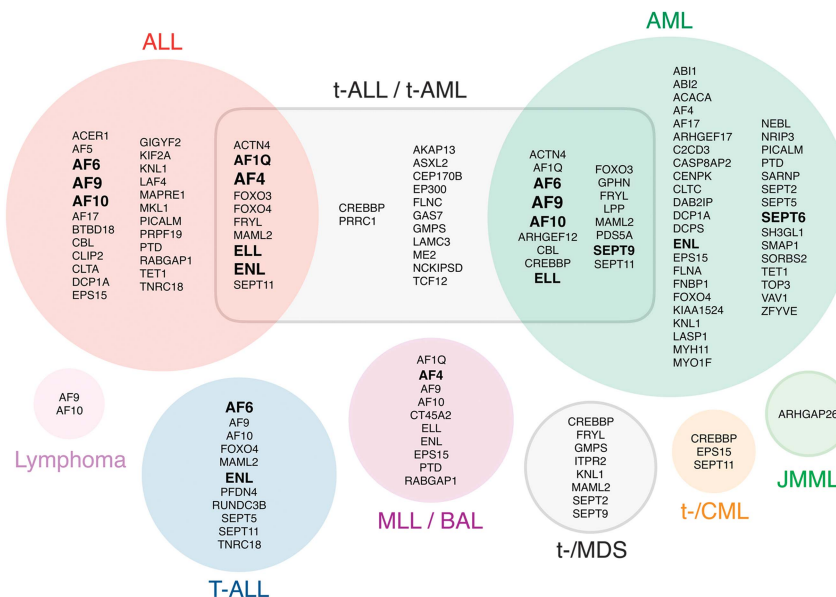 ALL
AML
t-ALL / t-AML
ACER1
AF5
AF6
AF9
AF10
AF17
BTBD18
CBL
CLIP2
CLTA
DCP1A
EPS15
GIGYF2
KIF2A
KNL1
LAF4
MAPRE1
MKL1
PICALM
PRPF19
PTD
RABGAP1
TET1
TNRC18
ACTN4
AF1Q
AF4
FOXO3
FOXO4
FRYL
MAML2
ELL
ENL
SEPT11
CREBBP
PRRC1
AKAP13
ASXL2
CEP170B
EP300
FLNC
GAS7
GMPS
LAMC3
ME2
NCKIPSD
TCF12
ACTN4
AF1Q
AF6
AF9
AF10
ARHGEF12
CBL
CREBBP
ELL
FOXO3
GPHN
FRYL
LPP
MAML2
PDS5A
SEPT9
SEPT11
ABI1
ABI2
ACACA
AF4
AF17
ARHGEF17
C2CD3
CASP8AP2
CENPK
CLTC
DAB2IP
DCP1A
DCPS
ENL
EPS15
FLNA
FNBP1
FOXO4
KIAA1524
KNL1
LASP1
MYH11
MYO1F
NEBL
NRIP3
PICALM
PTD
SARNP
SEPT2
SEPT5
SEPT6
SH3GL1
SMAP1
SORBS2
TET1
TOP3
VAV1
ZFYVE
AF9
AF10
Lymphoma
AF6
AF9
AF10
FOXO4
MAML2
ENL
PFDN4
RUNDC3B
SEPT5
SEPT11
TNRC18
T-ALL
AF1Q
AF4
AF9
AF10
CT45A2
ELL
ENL
EPS15
PTD
RABGAP1
MLL / BAL
CREBBP
FRYL
GMPS
ITPR2
KNL1
MAML2
SEPT2
SEPT9
t-/MDS
CREBBP
EPS15
SEPT11
t-/CML
ARHGAP26
JMML